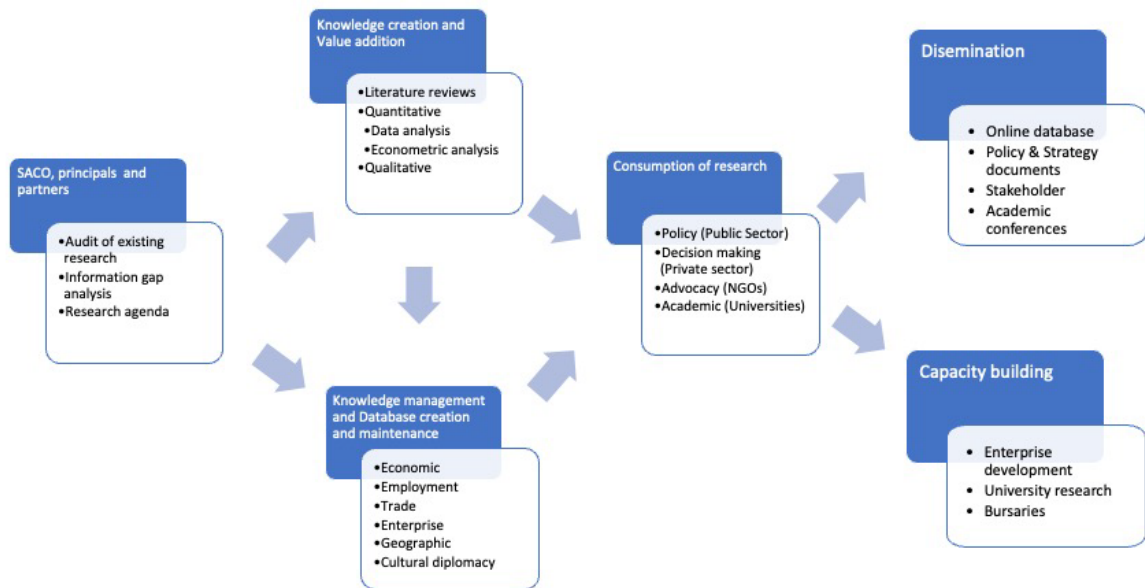 SACO, principals and
partners
•Audit of existing
research
•Information gap
analysis
•Research agenda
Knowledge creation and
Value addition
•Literature reviews
•Quantitative
•Data analysis
•Econometric analysis
•Qualitative
Knowledge management
and Database creation
and maintenance
•Economic
•Employment
•Trade
•Enterprise
•Geographic
•Cultural diplomacy
Consumption of research
•Policy (Public Sector)
•Decision making
(Private sector)
•Advocacy (NGOs)
•Academic (Universities)
Disemination
• Online database
• Policy & Strategy
documents
• Stakeholder
• Academic
conferences
Capacity building
• Enterprise
development
• University research
• Bursaries